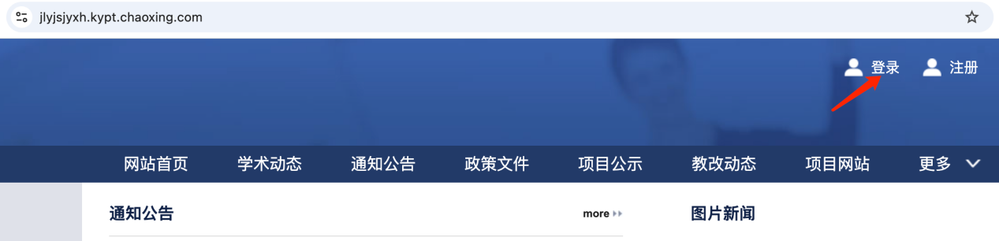 jlyjsjyxh.kypt.chaoxing.com
登录 注册
网站首页 学术动态 通知公告 政策文件 项目公示 教改动态 项目网站 更多
通知公告 more 图片新闻